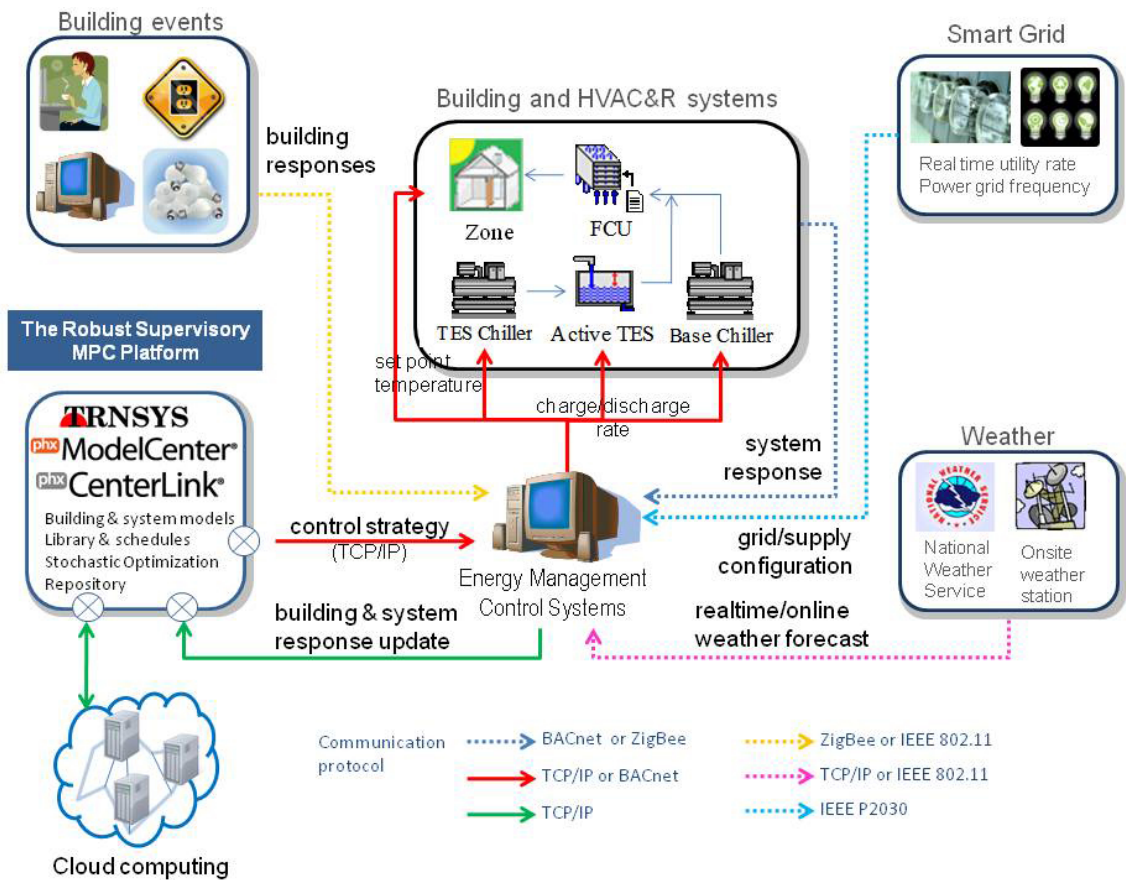 Building events
Smart Grid
Building and HVAC&R systems
building
responses
Real time utility rate
Power grid frequency
Zone
FCU
TES Chiller
Active TES
Base Chiller
The Robust Supervisory
MPC Platform
set point
temperature
charge/discharge
rate
TRNSYS
phx ModelCenter®
phx CenterLink®
Building & system models
Library & schedules
Stochastic Optimization
Repository
system
response
Weather
NATIONAL WEATHER SERVICE
National
Weather
Service
Onsite
weather
station
control strategy
(TCP/IP)
Energy Management
Control Systems
grid/supply
configuration
building & system
response update
realtime/online
weather forecast
Communication
protocol
BACnet or ZigBee
TCP/IP or BACnet
TCP/IP
ZigBee or IEEE 802.11
TCP/IP or IEEE 802.11
IEEE P2030
Cloud computing